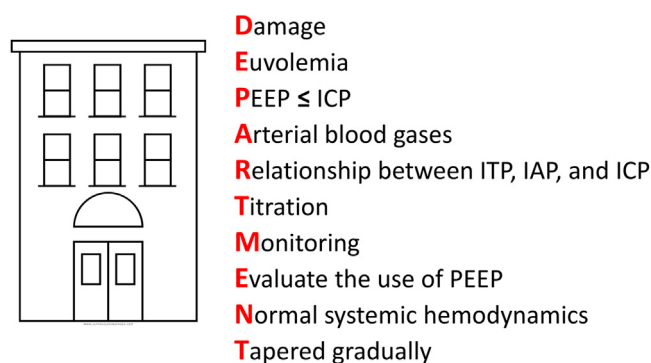 Damage
Euvolemia
PEEP ≤ ICP
Arterial blood gases
Relationship between ITP, IAP, and ICP
Titration
Monitoring
Evaluate the use of PEEP
Normal systemic hemodynamics
Tapered gradually